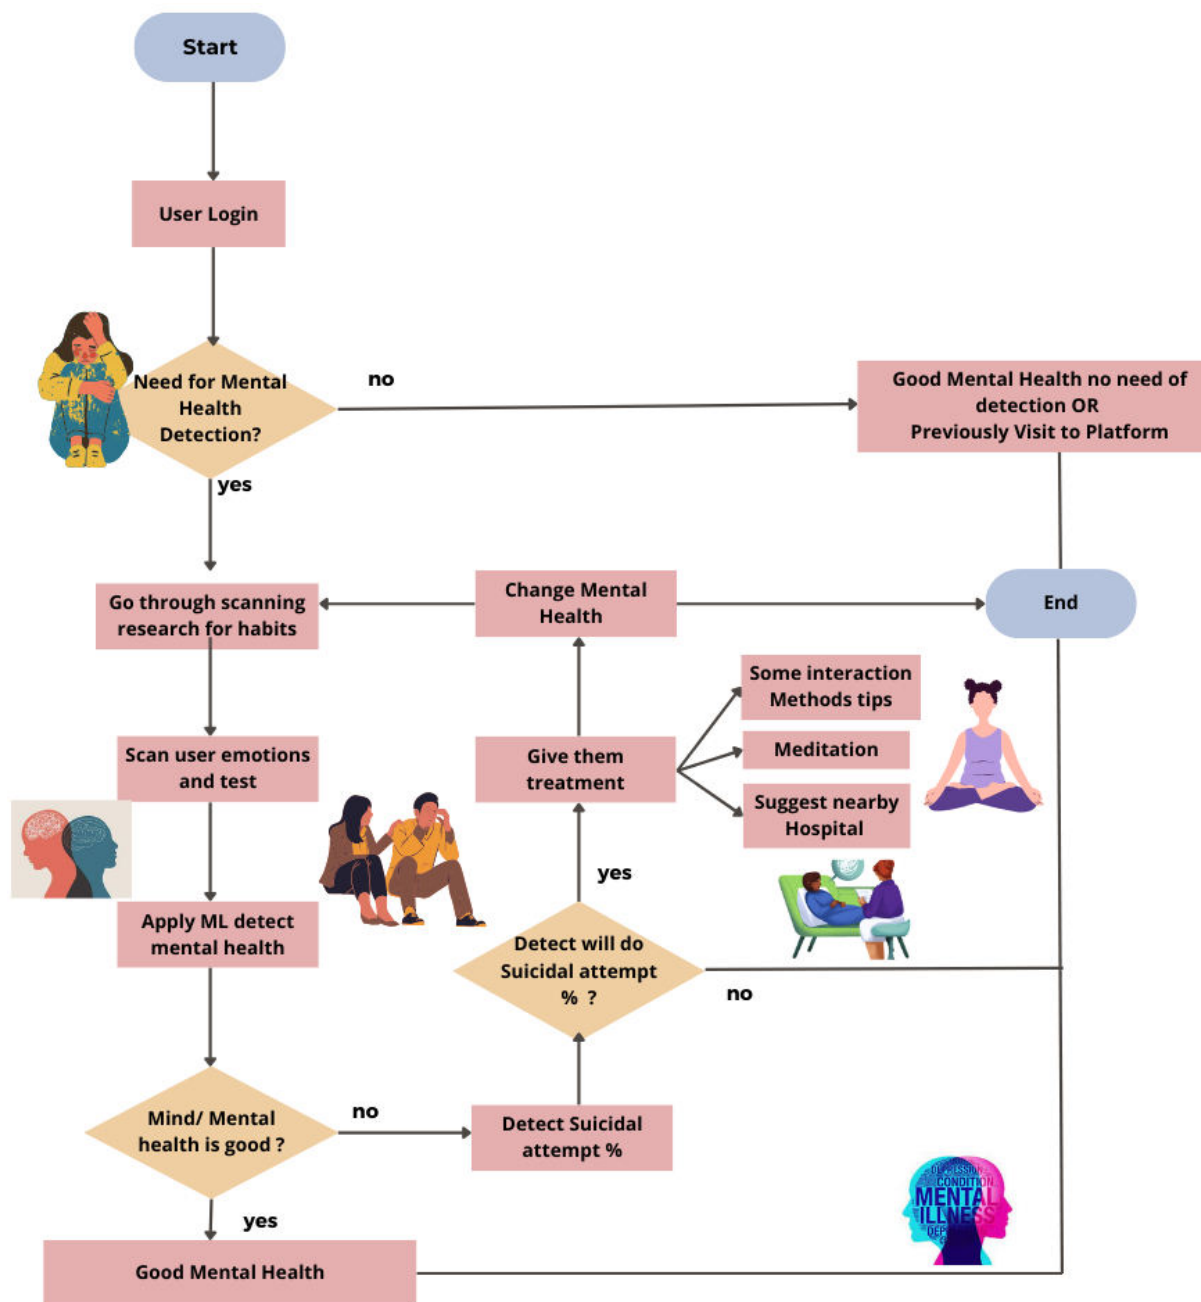 Start
User Login
Need for Mental
Health
Detection?
no
Good Mental Health no need of
detection OR
Previously Visit to Platform
yes
Go through scanning
research for habits
Change Mental
Health
End
Some interaction
Methods tips
Scan user emotions
and test
Give them
treatment
Meditation
Suggest nearby
Hospital
yes
Apply ML detect
mental health
Detect will do
Suicidal attempt
% ?
no
Mind/ Mental
health is good ?
no
Detect Suicidal
attempt %
DEPRESSION
CONDITION
MENTAL
ILLNESS
yes
Good Mental Health